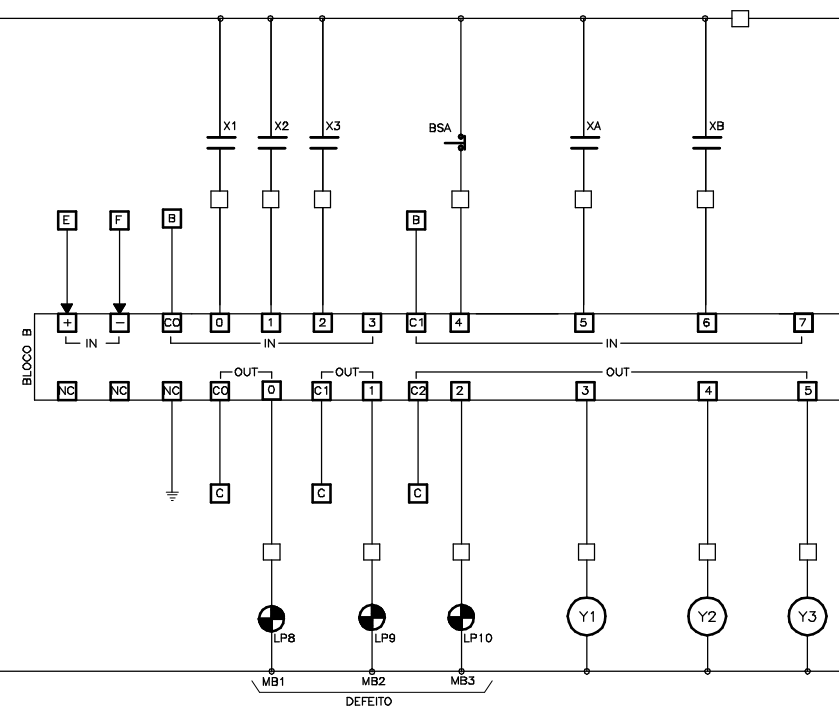 X1 X2 X3 BSA XA XB
E F B B
+ – C0 0 1 2 3 C1 4 5 6 7
IN IN IN
BLOCO B
OUT OUT OUT
NC NC NC C0 0 C1 1 C2 2 3 4 5
C C C
Y1 Y2 Y3
LP8 LP9 LP10
MB1 MB2 MB3
DEFEITO